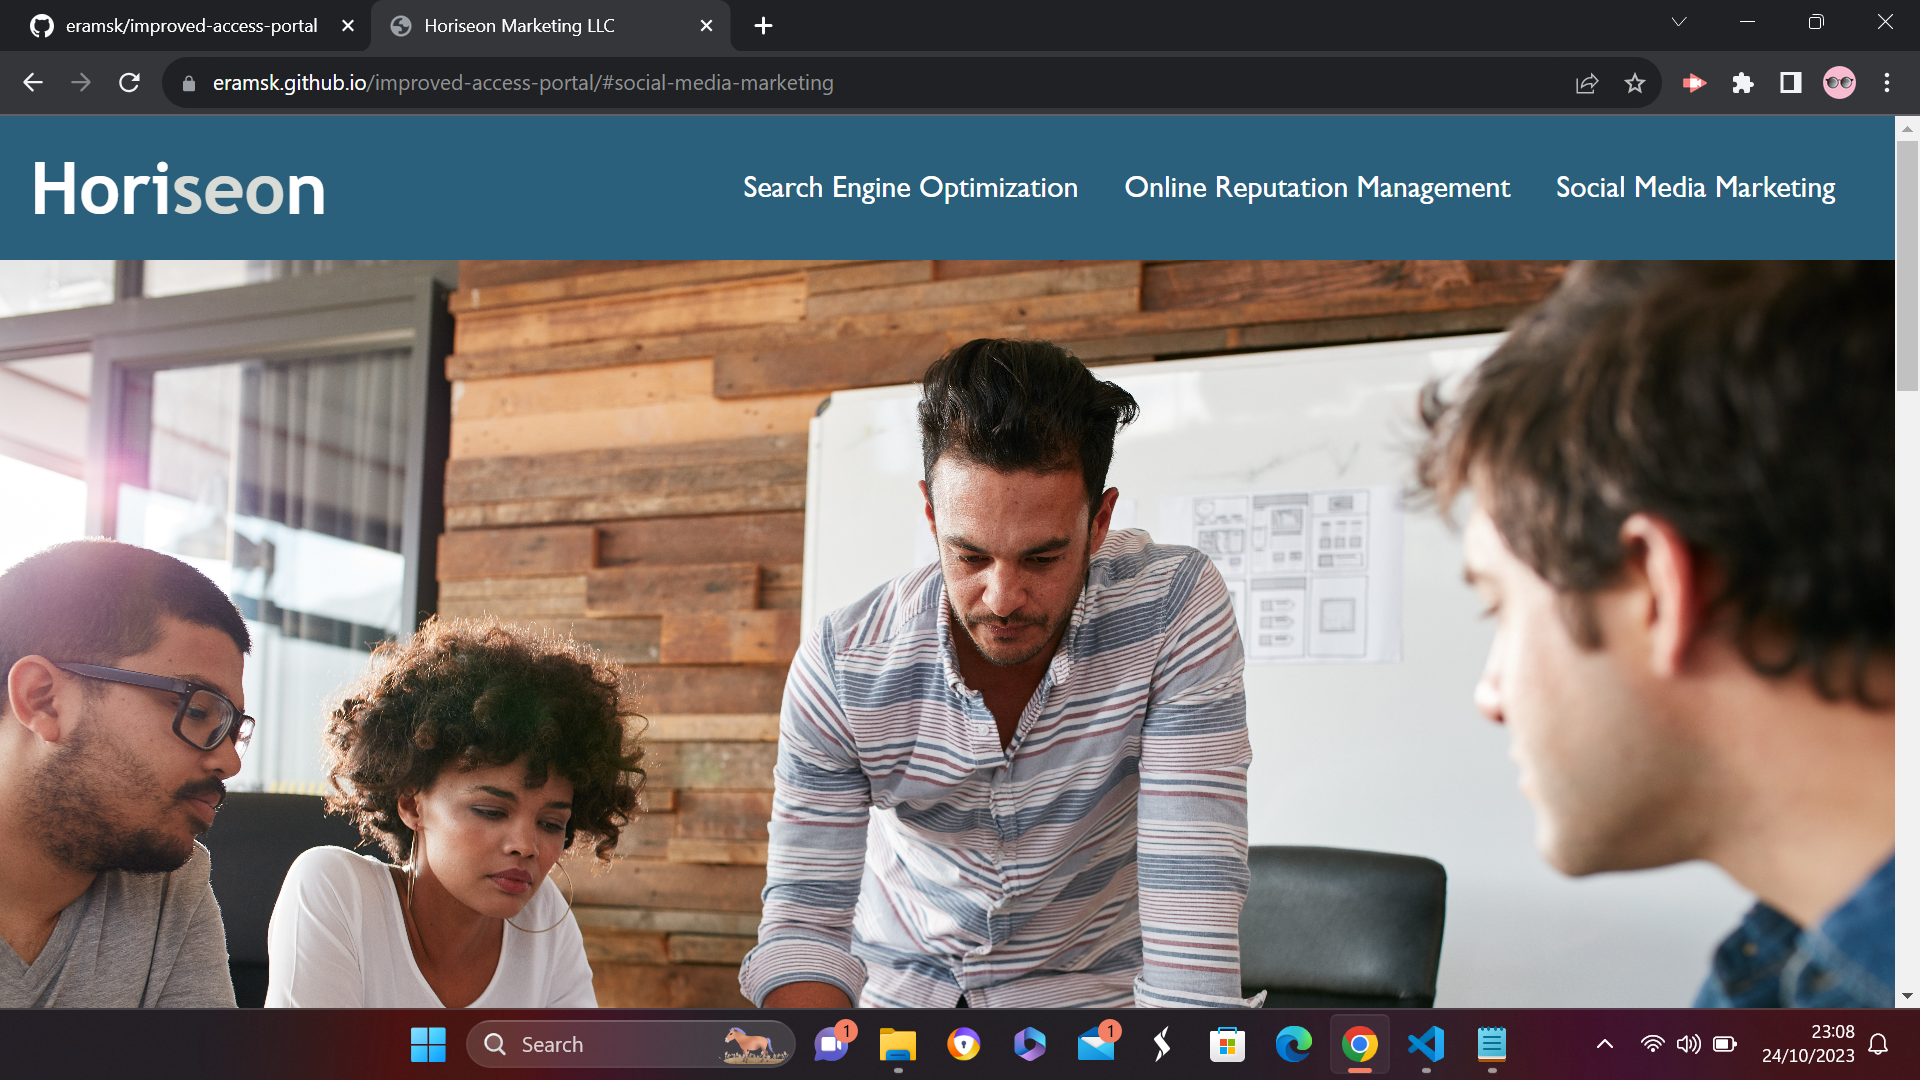 eramsk/improved-access-portal
Horiseon Marketing LLC
eramsk.github.io/improved-access-portal/#social-media-marketing
Horiseon
Search Engine Optimization
Online Reputation Management
Social Media Marketing
Search
1
1
23:08
24/10/2023